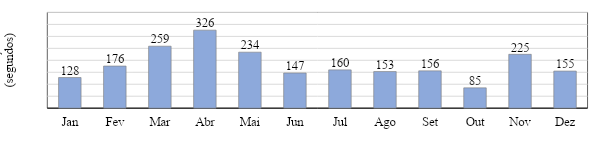 (segundos)
128 176 259 326 234 147 160 153 156 85 225 155
Jan Fev Mar Abr Mai Jun Jul Ago Set Out Nov Dez